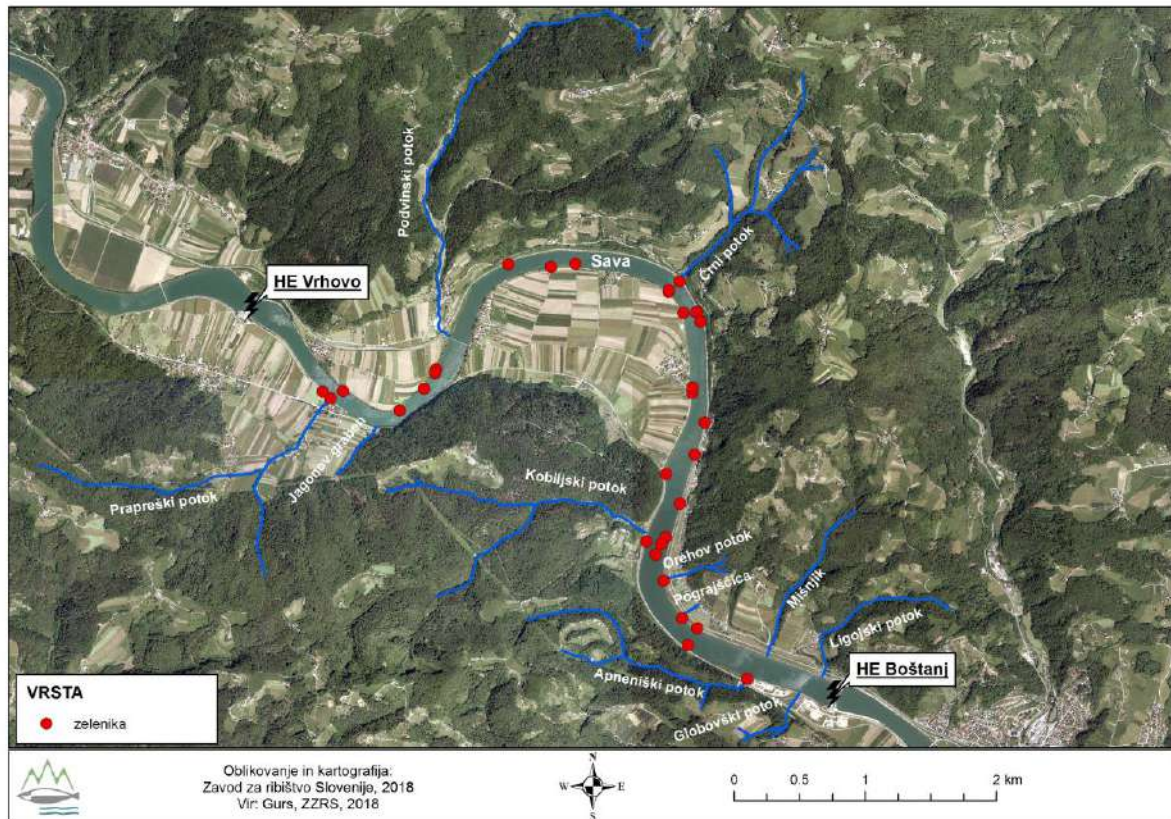 Podvinski potok
Črni potok
Sava
HE Vrhovo
Jagonev graben
Prapreški potok
Kobiljski potok
Orehov potok
Pograjščica
Mišnjik
Ligojski potok
HE Boštanj
Apneniški potok
Globovški potok
VRSTA
zelenika
Oblikovanje in kartografija:
Zavod za ribištvo Slovenije, 2018
Vir: Gurs, ZZRS, 2018
N
W E
S
0 0.5 1 2 km